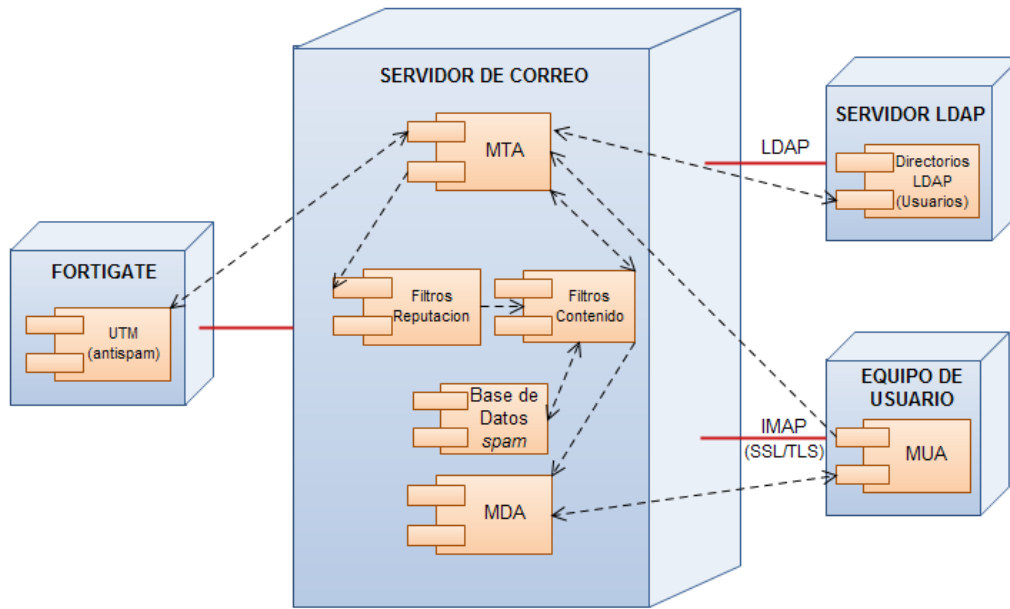 SERVIDOR DE CORREO
MTA
SERVIDOR LDAP
LDAP
Directorios
LDAP
(Usuarios)
FORTIGATE
UTM
(antispam)
Filtros
Reputacion
Filtros
Contenido
Base de
Datos
spam
MDA
EQUIPO DE
USUARIO
IMAP
(SSL/TLS)
MUA